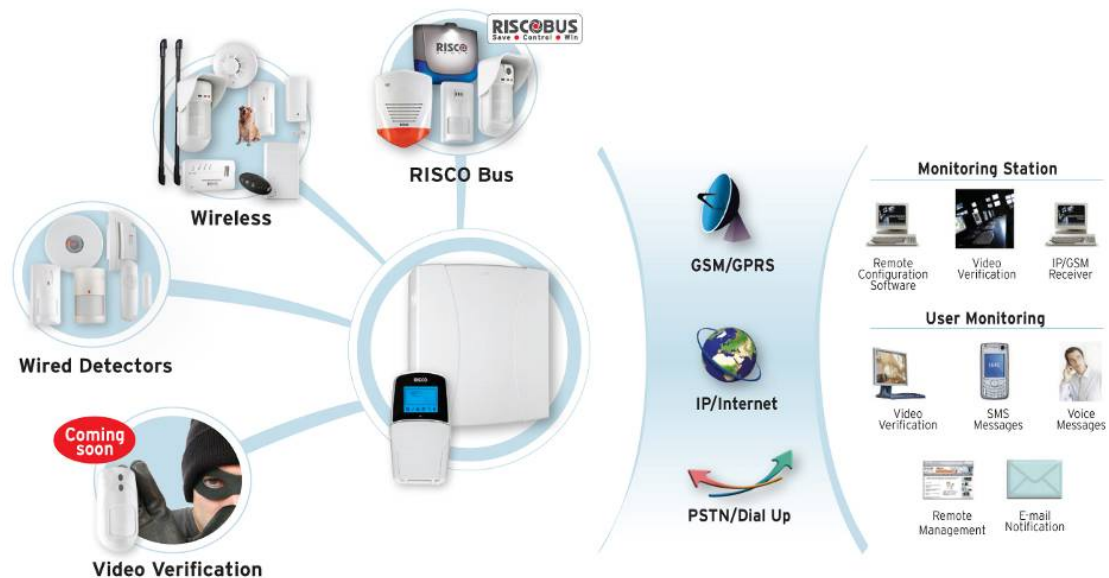 RISCOBUS
Save • Control • Win
RISCO
RISCO Bus
Wireless
Wired Detectors
Coming
soon
Video Verification
RISCO
GSM/GPRS
IP/Internet
PSTN/Dial Up
Monitoring Station
Remote
Configuration
Software
Video
Verification
IP/GSM
Receiver
User Monitoring
Video
Verification
SMS
Messages
Voice
Messages
Remote
Management
E-mail
Notification